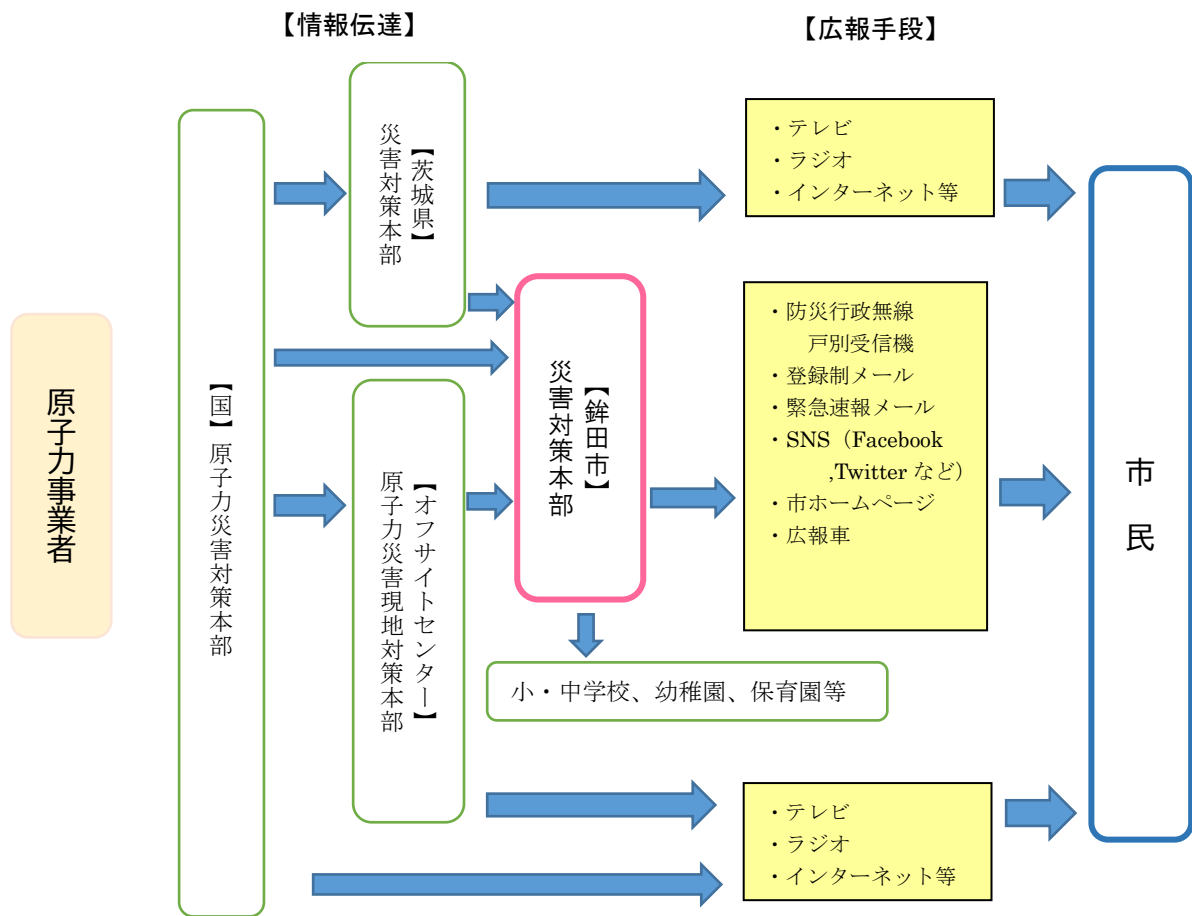 【情報伝達】
【広報手段】
原子力事業者
【国】原子力災害対策本部
【茨城県】
災害対策本部
【オフサイトセンター】
原子力災害現地対策本部
【鉾田市】
災害対策本部
小・中学校、幼稚園、保育園等
・テレビ
・ラジオ
・インターネット等
・防災行政無線
戸別受信機
・登録制メール
・緊急速報メール
・SNS（Facebook
,Twitter など）
・市ホームページ
・広報車
・テレビ
・ラジオ
・インターネット等
市民